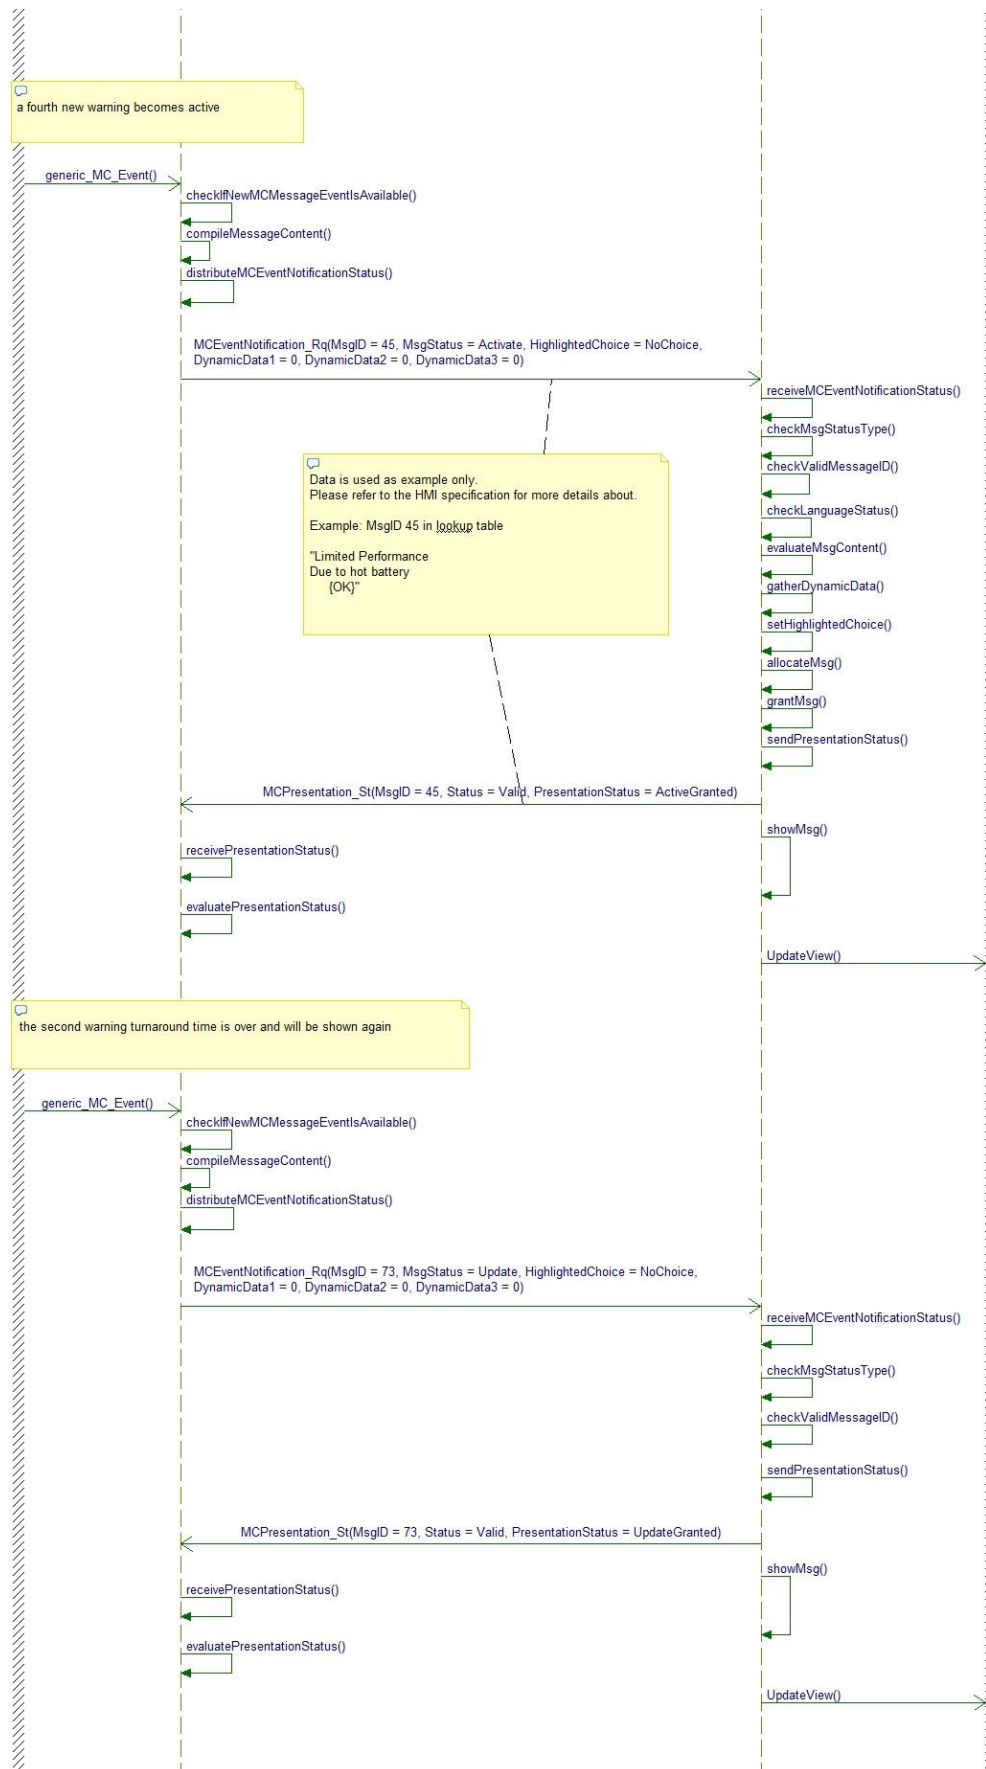 a fourth new warning becomes active
generic_MC_Event()
checkIfNewMCMessageEventIsAvailable()
compileMessageContent()
distributeMCEventNotificationStatus()
MCEventNotification_Rq(MsgID = 45, MsgStatus = Activate, HighlightedChoice = NoChoice,
DynamicData1 = 0, DynamicData2 = 0, DynamicData3 = 0)
receiveMCEventNotificationStatus()
checkMsgStatusType()
checkValidMessageID()
checkLanguageStatus()
evaluateMsgContent()
gatherDynamicData()
setHighlightedChoice()
allocateMsg()
grantMsg()
sendPresentationStatus()
Data is used as example only.
Please refer to the HMI specification for more details about.
Example: MsgID 45 in lookup table
"Limited Performance
Due to hot battery
{OK}"
MCPresentation_St(MsgID = 45, Status = Valid, PresentationStatus = ActiveGranted)
showMsg()
receivePresentationStatus()
evaluatePresentationStatus()
UpdateView()
the second warning turnaround time is over and will be shown again
generic_MC_Event()
checkIfNewMCMessageEventIsAvailable()
compileMessageContent()
distributeMCEventNotificationStatus()
MCEventNotification_Rq(MsgID = 73, MsgStatus = Update, HighlightedChoice = NoChoice,
DynamicData1 = 0, DynamicData2 = 0, DynamicData3 = 0)
receiveMCEventNotificationStatus()
checkMsgStatusType()
checkValidMessageID()
sendPresentationStatus()
MCPresentation_St(MsgID = 73, Status = Valid, PresentationStatus = UpdateGranted)
showMsg()
receivePresentationStatus()
evaluatePresentationStatus()
UpdateView()